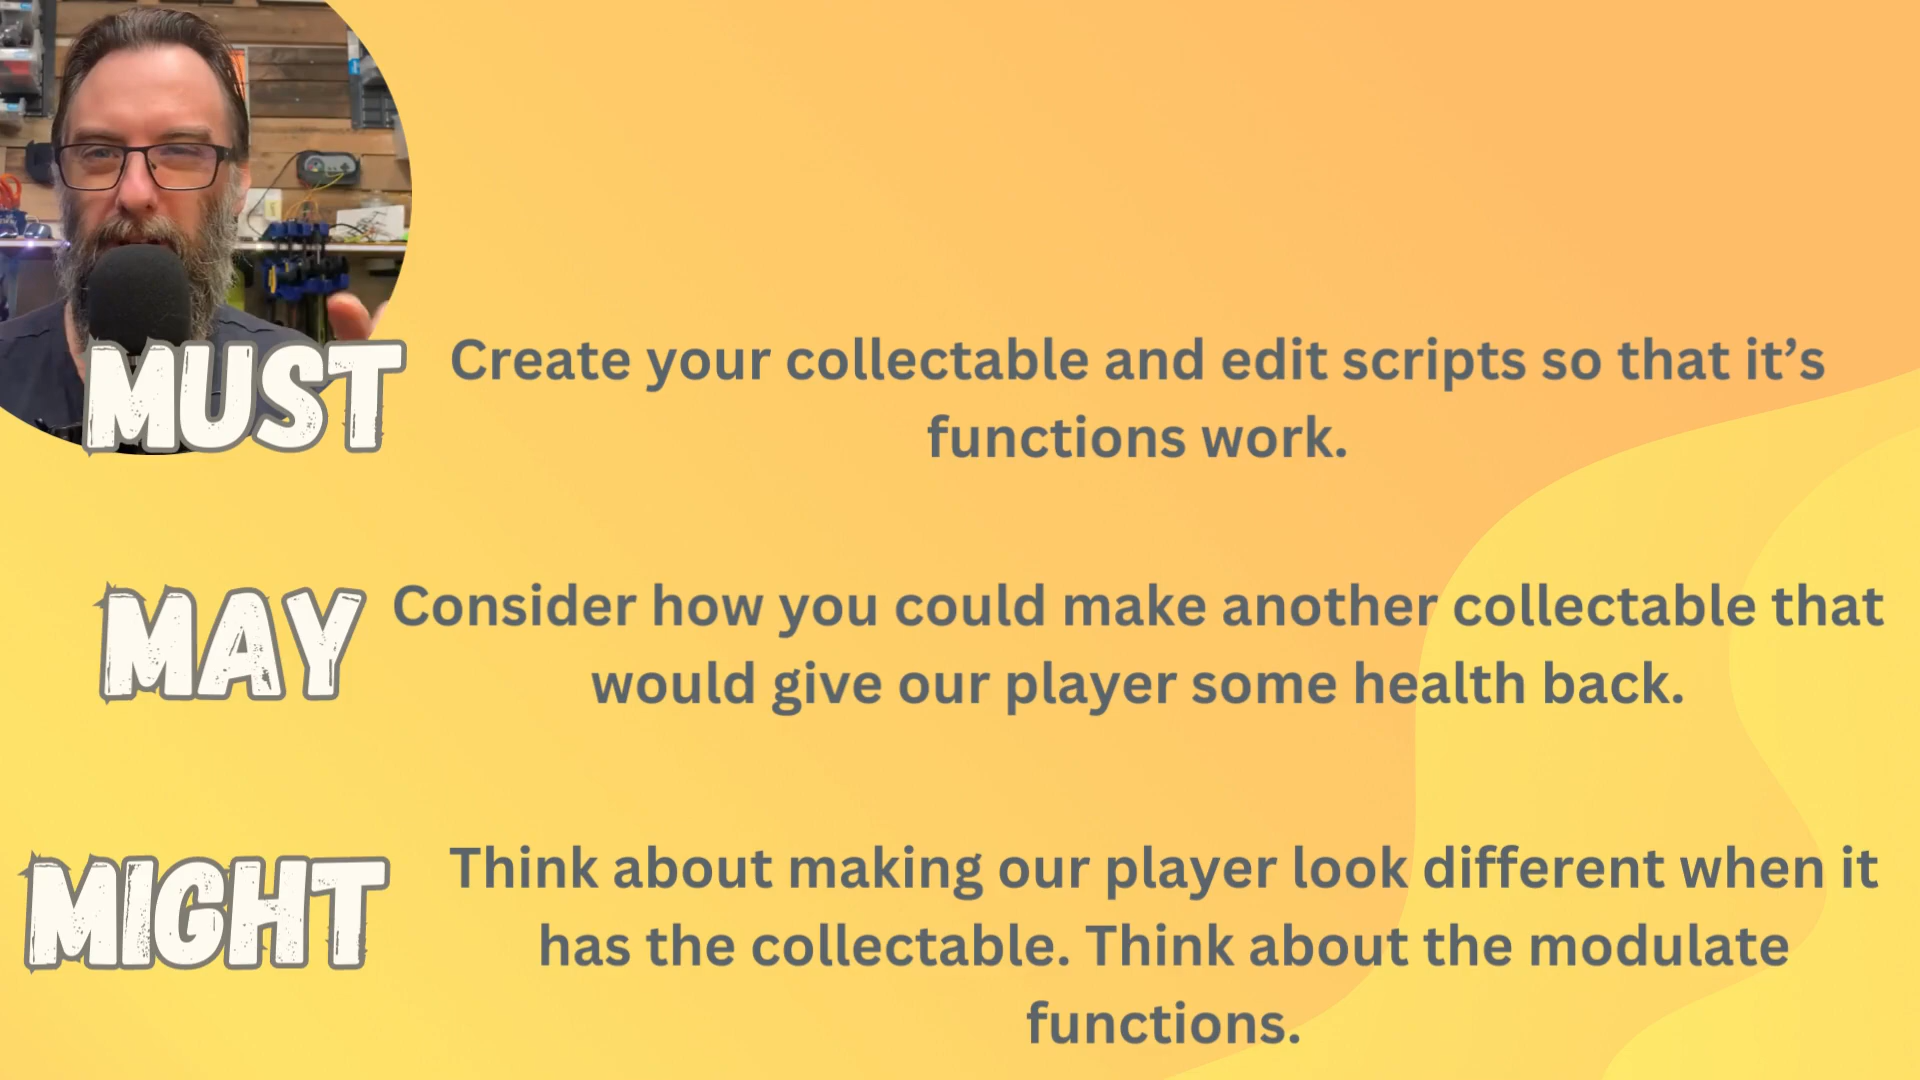 MUST
Create your collectable and edit scripts so that it’s
functions work.
MAY
Consider how you could make another collectable that
would give our player some health back.
MIGHT
Think about making our player look different when it
has the collectable. Think about the modulate
functions.